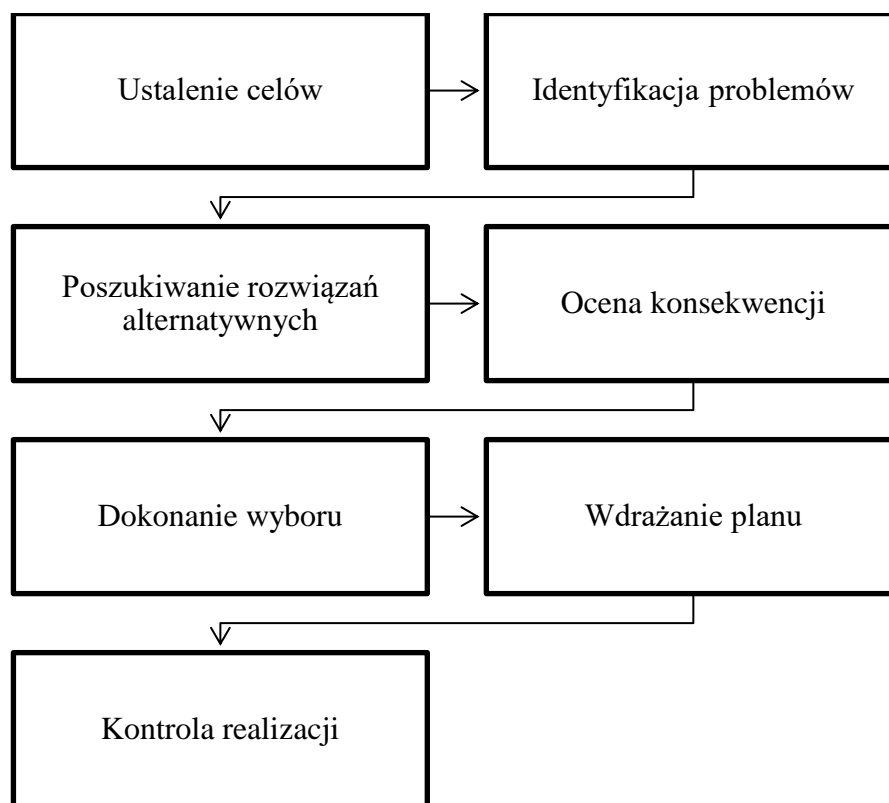 Ustalenie celów
Identyfikacja problemów
Poszukiwanie rozwiązań
alternatywnych
Ocena konsekwencji
Dokonanie wyboru
Wdrażanie planu
Kontrola realizacji